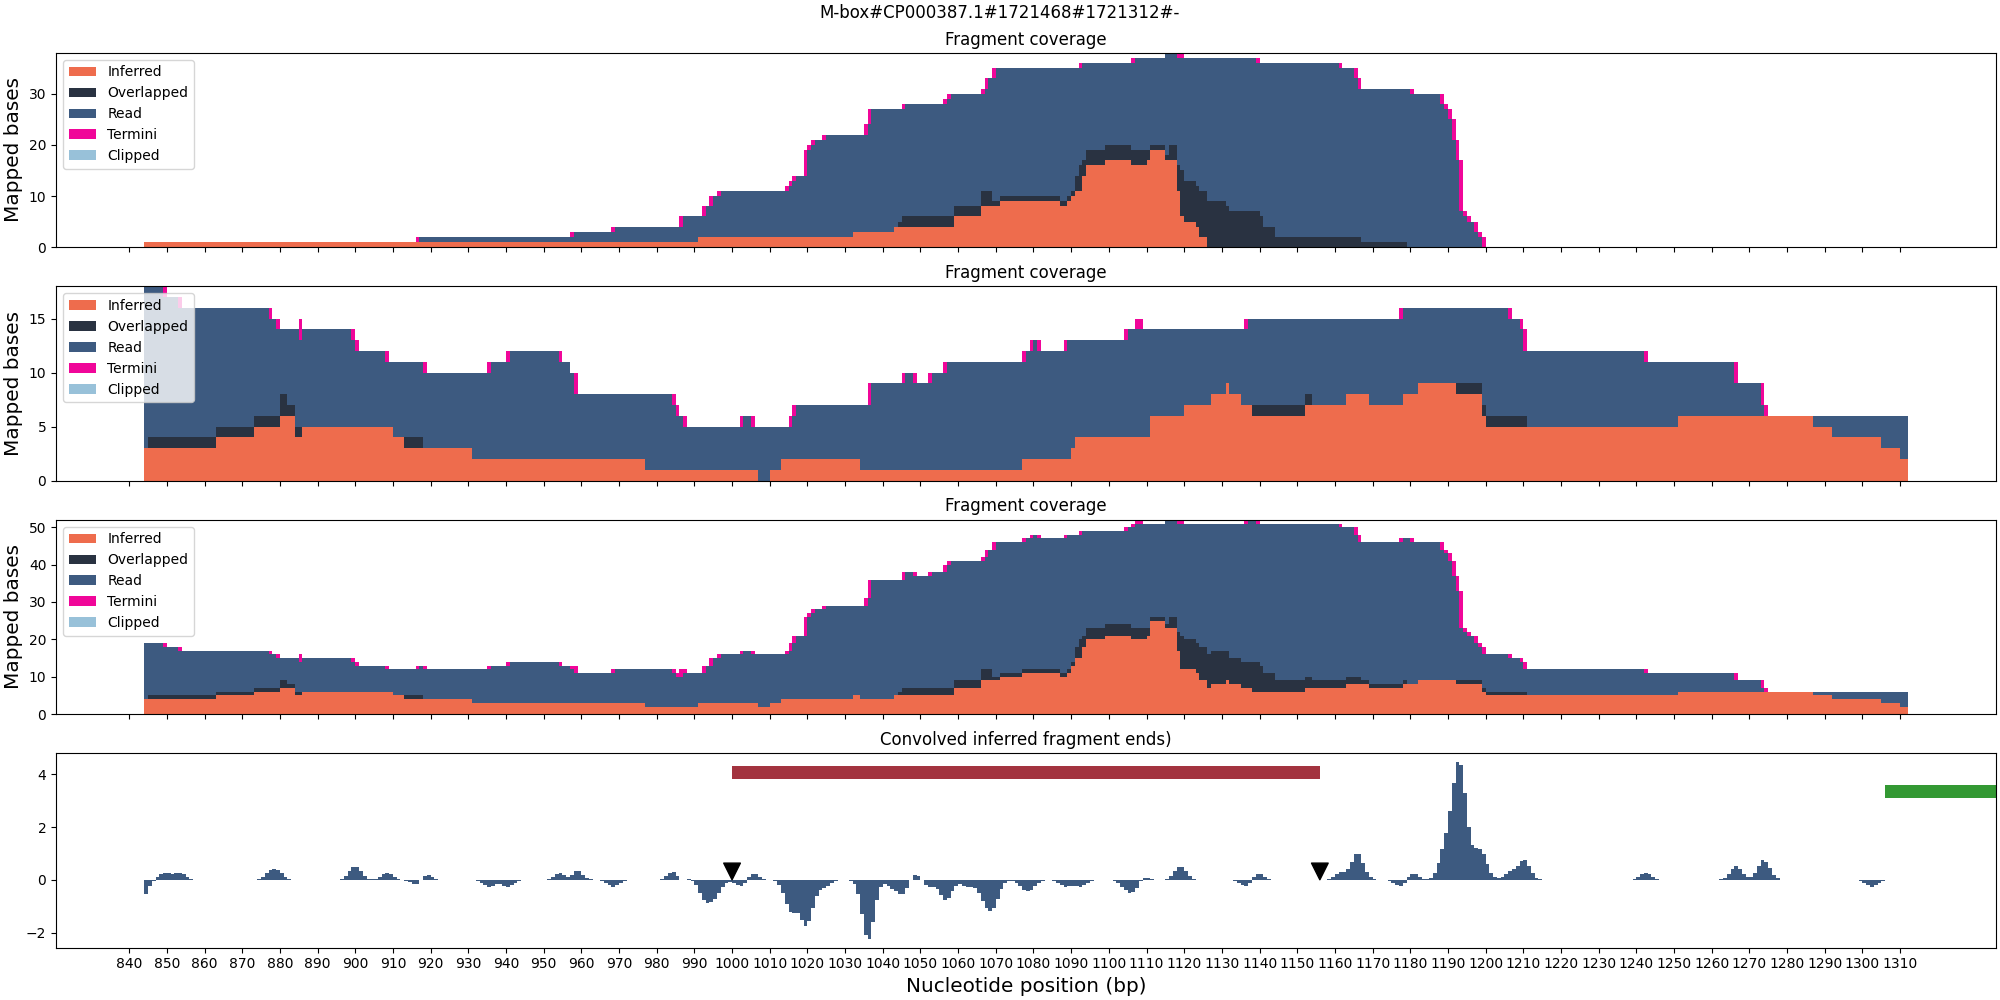 M-box#CP000387.1#1721468#1721312#-
Fragment coverage
Mapped bases
30
20
10
0
Inferred
Overlapped
Read
Termini
Clipped
Fragment coverage
Mapped bases
15
10
5
0
Inferred
Overlapped
Read
Termini
Clipped
Fragment coverage
Mapped bases
50
40
30
20
10
0
Inferred
Overlapped
Read
Termini
Clipped
Convolved inferred fragment ends)
4
2
0
−2
840 850 860 870 880 890 900 910 920 930 940 950 960 970 980 990 1000 1010 1020 1030 1040 1050 1060 1070 1080 1090 1100 1110 1120 1130 1140 1150 1160 1170 1180 1190 1200 1210 1220 1230 1240 1250 1260 1270 1280 1290 1300 1310
Nucleotide position (bp)